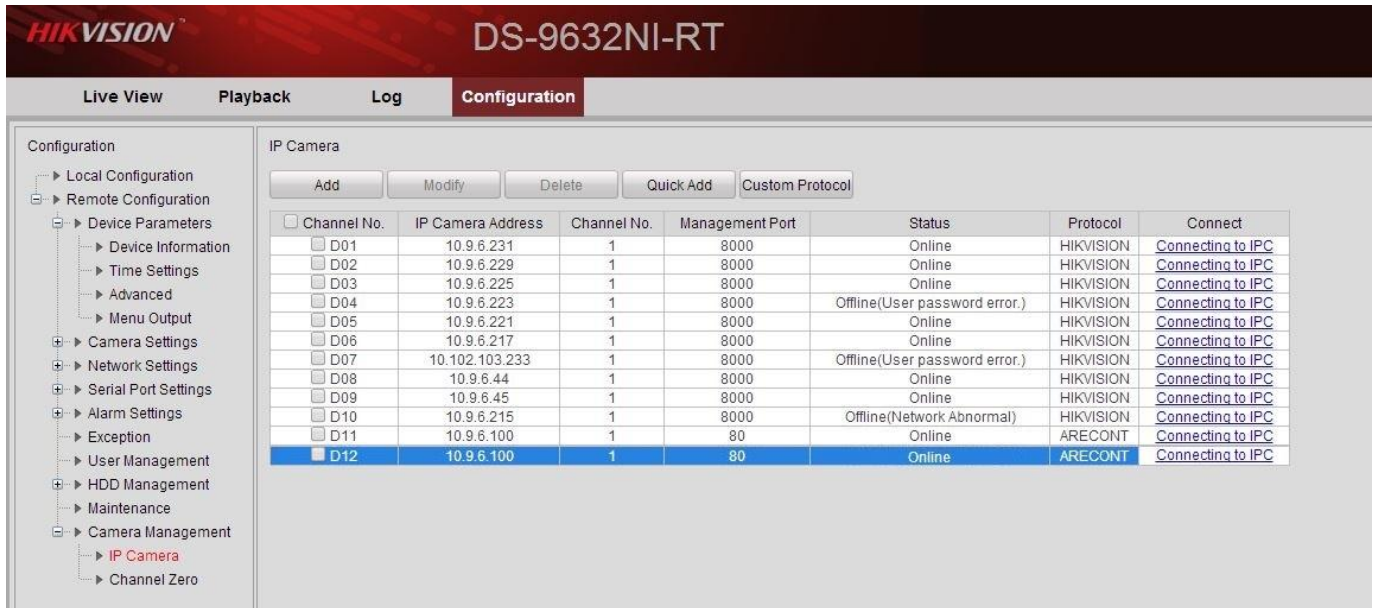 HIKVISION™ DS-9632NI-RT
Live View Playback Log Configuration
Configuration
Local Configuration
Remote Configuration
Device Parameters
Device Information
Time Settings
Advanced
Menu Output
Camera Settings
Network Settings
Serial Port Settings
Alarm Settings
Exception
User Management
HDD Management
Maintenance
Camera Management
IP Camera
Channel Zero
IP Camera
Add Modify Delete Quick Add Custom Protocol
Channel No. IP Camera Address Channel No. Management Port Status Protocol Connect
D01 10.9.6.231 1 8000 Online HIKVISION Connecting to IPC
D02 10.9.6.229 1 8000 Online HIKVISION Connecting to IPC
D03 10.9.6.225 1 8000 Online HIKVISION Connecting to IPC
D04 10.9.6.223 1 8000 Offline(User password error.) HIKVISION Connecting to IPC
D05 10.9.6.221 1 8000 Online HIKVISION Connecting to IPC
D06 10.9.6.217 1 8000 Online HIKVISION Connecting to IPC
D07 10.102.103.233 1 8000 Offline(User password error.) HIKVISION Connecting to IPC
D08 10.9.6.44 1 8000 Online HIKVISION Connecting to IPC
D09 10.9.6.45 1 8000 Online HIKVISION Connecting to IPC
D10 10.9.6.215 1 8000 Offline(Network Abnormal) HIKVISION Connecting to IPC
D11 10.9.6.100 1 80 Online ARECONT Connecting to IPC
D12 10.9.6.100 1 80 Online ARECONT Connecting to IPC